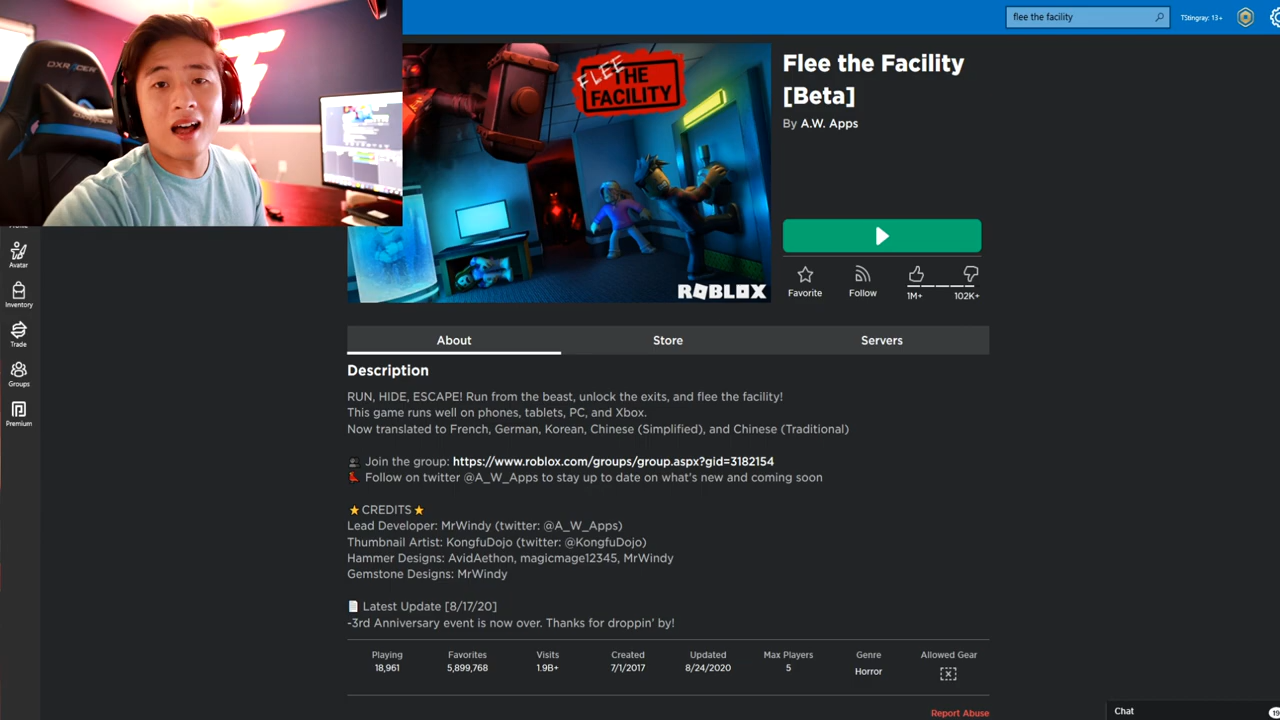 flee the facility
TStingray: 13+
DXRACER
FLEE
THE
FACILITY
ROBLOX
Flee the Facility
[Beta]
By A.W. Apps
Favorite
Follow
1M+
102K+
Avatar
Inventory
Trade
Groups
Premium
About
Store
Servers
Description
RUN, HIDE, ESCAPE! Run from the beast, unlock the exits, and flee the facility!
This game runs well on phones, tablets, PC, and Xbox.
Now translated to French, German, Korean, Chinese (Simplified), and Chinese (Traditional)
Join the group: https://www.roblox.com/groups/group.aspx?gid=3182154
Follow on twitter @A_W_Apps to stay up to date on what's new and coming soon
⭐CREDITS⭐
Lead Developer: MrWindy (twitter: @A_W_Apps)
Thumbnail Artist: KongfuDojo (twitter: @KongfuDojo)
Hammer Designs: AvidAethon, magicmage12345, MrWindy
Gemstone Designs: MrWindy
Latest Update [8/17/20]
-3rd Anniversary event is now over. Thanks for droppin' by!
Playing Favorites Visits Created Updated Max Players Genre Allowed Gear
18,961 5,899,768 1.9B+ 7/1/2017 8/24/2020 5 Horror
Report Abuse
Chat